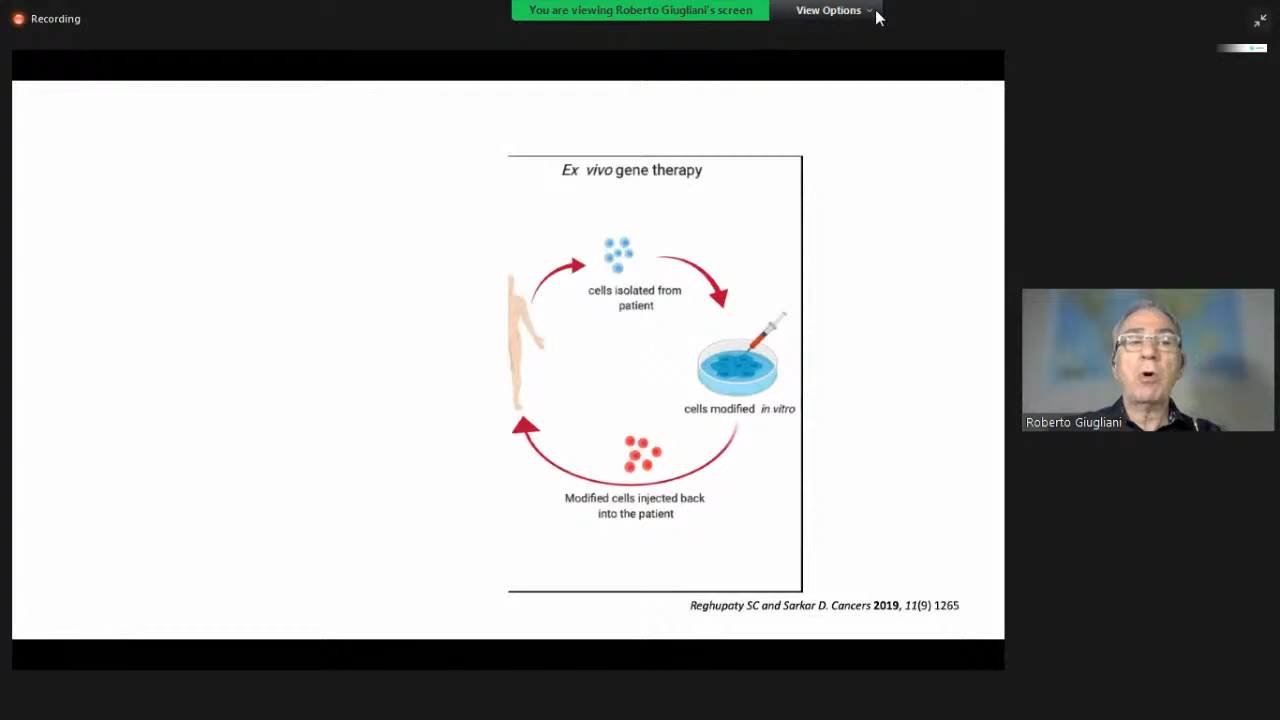 Recording
You are viewing Roberto Giugliani's screen
View Options
Ex vivo gene therapy
cells isolated from
patient
cells modified in vitro
Modified cells injected back
into the patient
Reghupaty SC and Sarkar D. Cancers 2019, 11(9) 1265
Roberto Giugliani